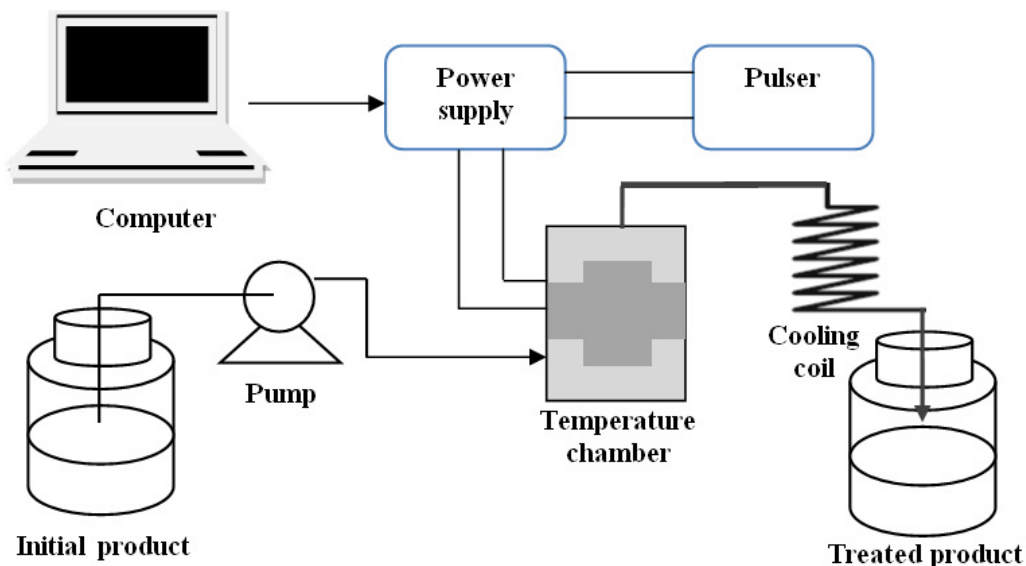 Power
supply
Pulser
Computer
Cooling
coil
Pump
Temperature
chamber
Initial product
Treated product